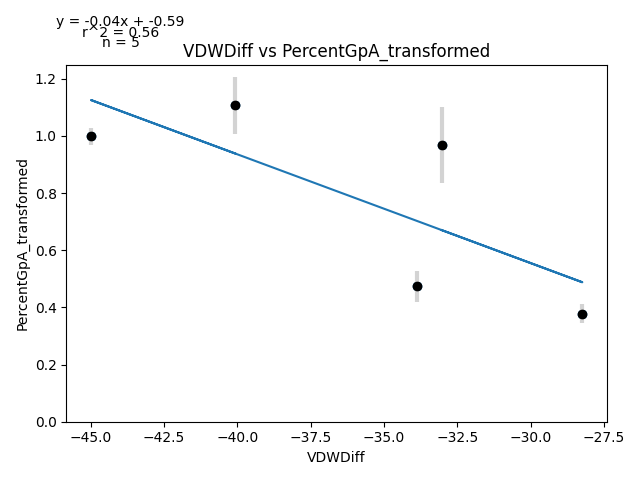 y = -0.04x + -0.59
r^2 = 0.56
n = 5
VDWDiff vs PercentGpA_transformed
PercentGpA_transformed
1.2
1.0
0.8
0.6
0.4
0.2
0.0
−45.0 −42.5 −40.0 −37.5 −35.0 −32.5 −30.0 −27.5
VDWDiff